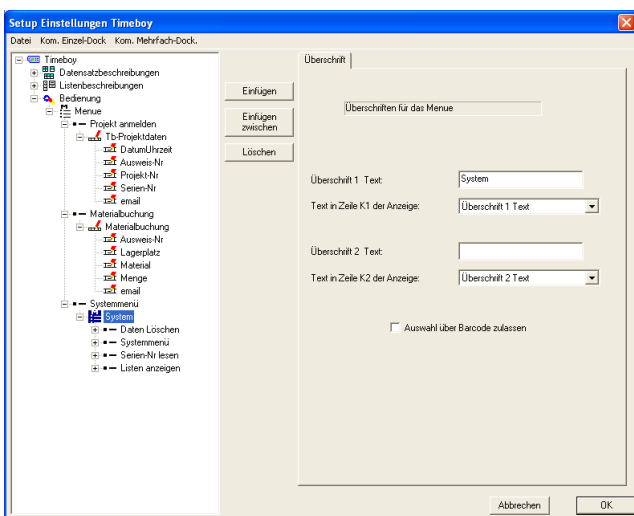 Setup Einstellungen Timeboy
Datei Kom. Einzel-Dock Kom. Mehrfach-Dock.
Timeboy
Datensatzbeschreibungen
Listenbeschreibungen
Bedienung
Menue
Projekt anmelden
Tb-Projektdaten
DatumUhrzeit
Ausweis-Nr
Projekt-Nr
Serien-Nr
email
Materialbuchung
Materialbuchung
Ausweis-Nr
Lagerplatz
Material
Menge
email
Systemmenü
System
Daten Löschen
Systemmenü
Serien-Nr lesen
Listen anzeigen
Einfügen
Einfügen
zwischen
Löschen
Überschrift
Überschriften für das Menue
Überschrift 1 Text: System
Text in Zeile K1 der Anzeige: Überschrift 1 Text
Überschrift 2 Text:
Text in Zeile K2 der Anzeige: Überschrift 2 Text
Auswahl über Barcode zulassen
Abbrechen OK